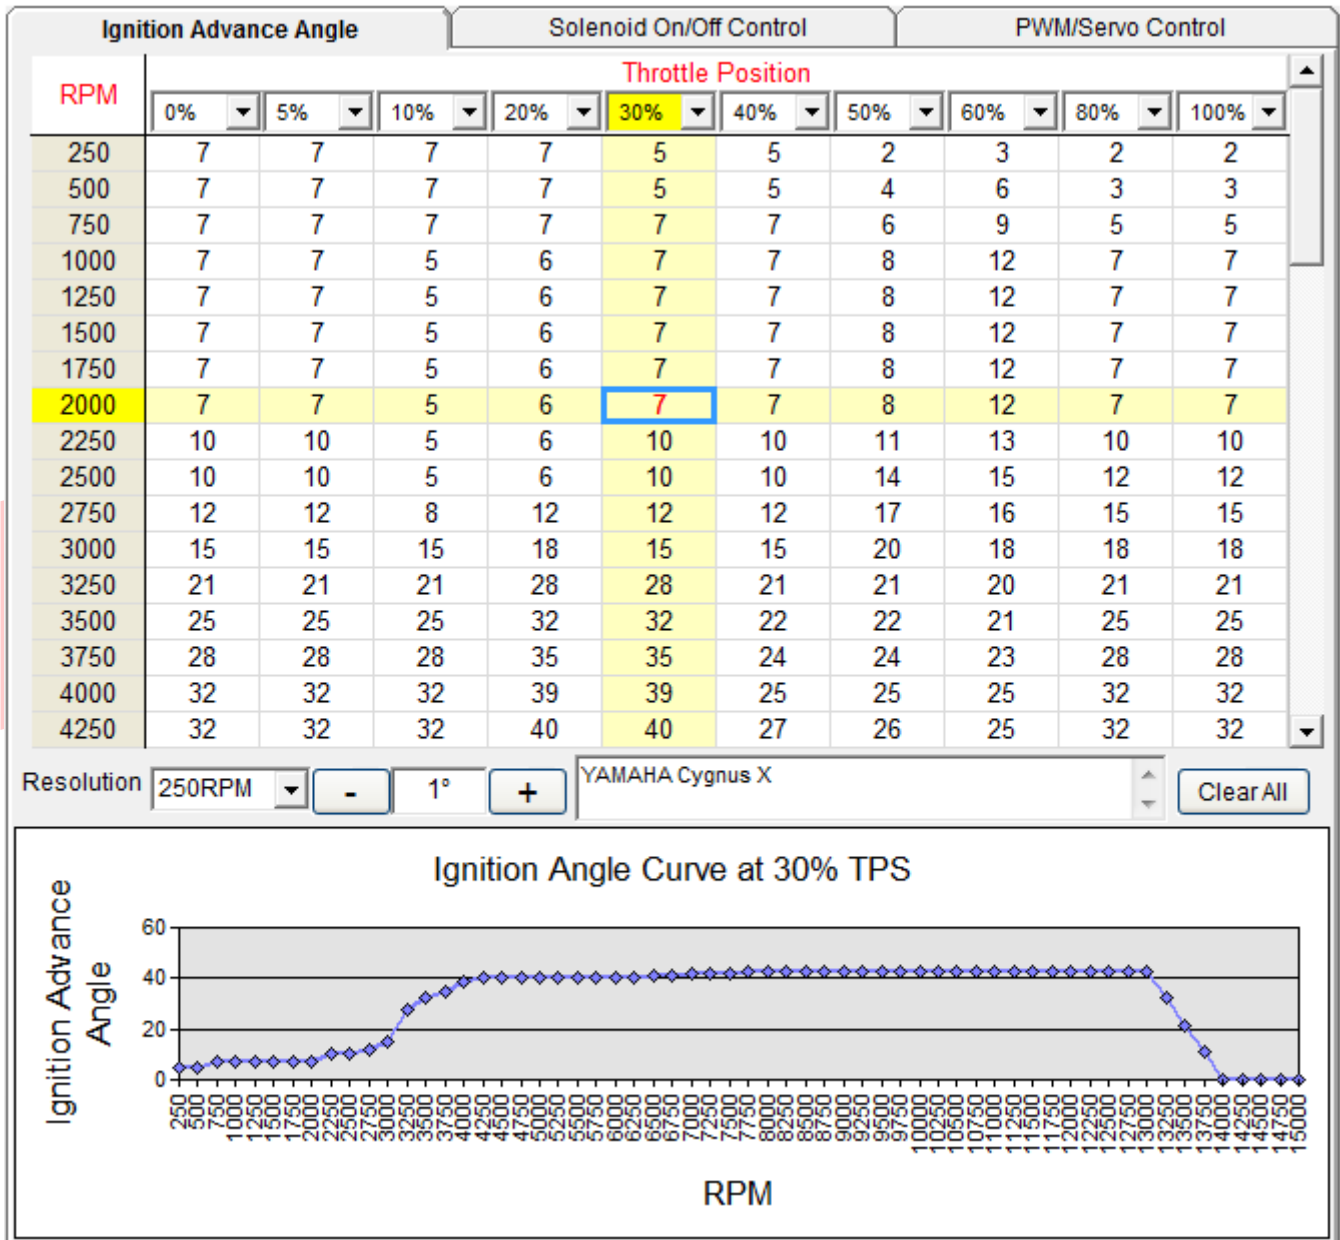 Ignition Advance Angle Solenoid On/Off Control PWM/Servo Control
Throttle Position
RPM
0% 5% 10% 20% 30% 40% 50% 60% 80% 100%
250 7 7 7 7 5 5 2 3 2 2
500 7 7 7 7 5 5 4 6 3 3
750 7 7 7 7 7 7 6 9 5 5
1000 7 7 5 6 7 7 8 12 7 7
1250 7 7 5 6 7 7 8 12 7 7
1500 7 7 5 6 7 7 8 12 7 7
1750 7 7 5 6 7 7 8 12 7 7
2000 7 7 5 6 7 7 8 12 7 7
2250 10 10 5 6 10 10 11 13 10 10
2500 10 10 5 6 10 10 14 15 12 12
2750 12 12 8 12 12 12 17 16 15 15
3000 15 15 15 18 15 15 20 18 18 18
3250 21 21 21 28 28 21 21 20 21 21
3500 25 25 25 32 32 22 22 21 25 25
3750 28 28 28 35 35 24 24 23 28 28
4000 32 32 32 39 39 25 25 25 32 32
4250 32 32 32 40 40 27 26 25 32 32
Resolution 250RPM - 1° + YAMAHA Cygnus X Clear All
Ignition Angle Curve at 30% TPS
Ignition Advance
Angle
60
40
20
0
250 500 750 1000 1250 1500 1750 2000 2250 2500 2750 3000 3250 3500 3750 4000 4250 4500 4750 5000 5250 5500 5750 6000 6250 6500 6750 7000 7250 7500 7750 8000 8250 8500 8750 9000 9250 9500 9750 10000 10250 10500 10750 11000 11250 11500 11750 12000 12250 12500 12750 13000 13250 13500 13750 14000 14250 14500 14750 15000
RPM